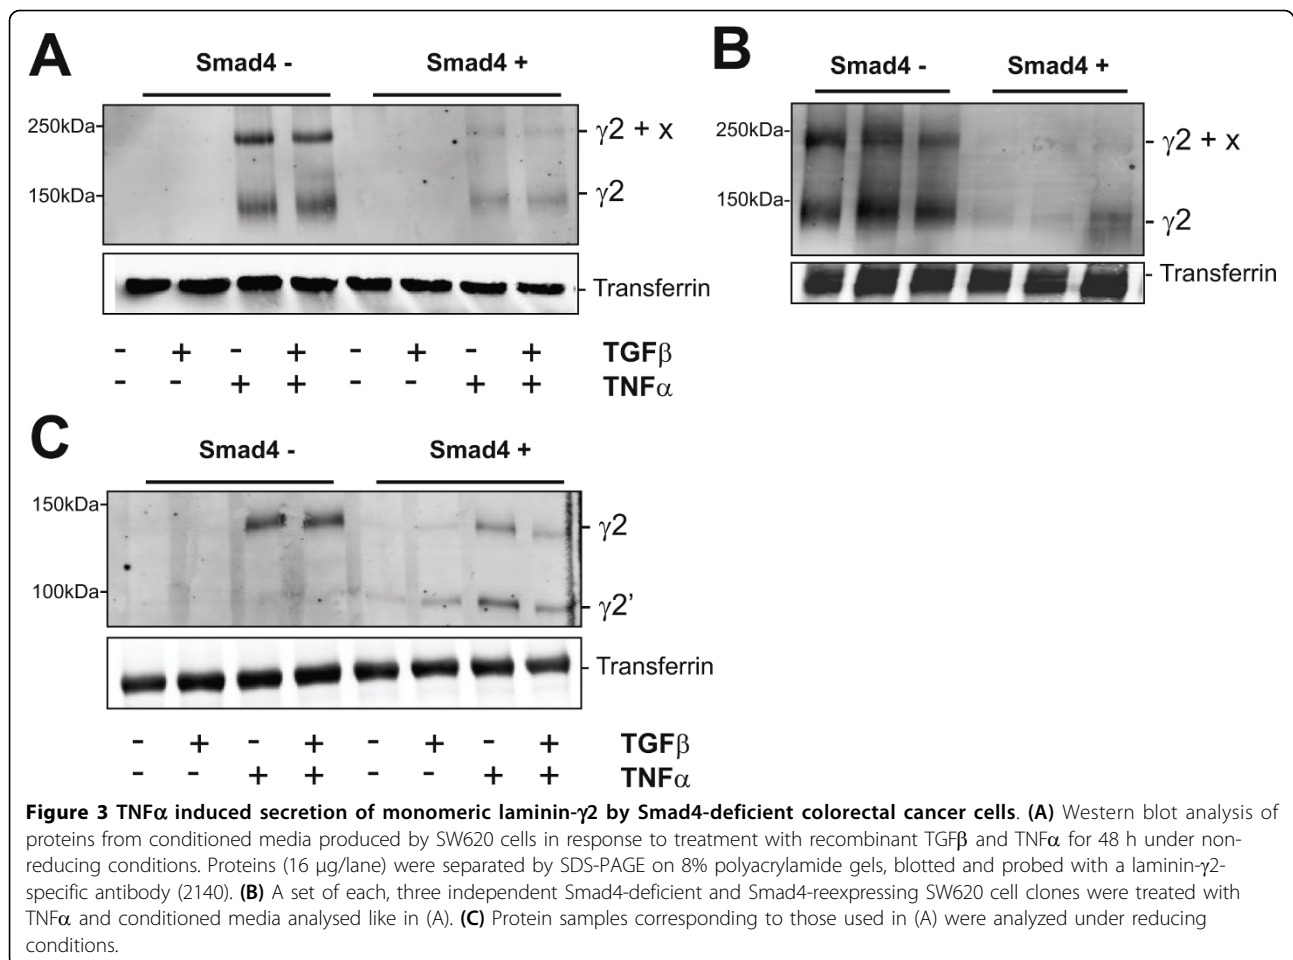 A
Smad4 -
Smad4 +
250kDa
150kDa
γ2 + x
γ2
Transferrin
- + - + - + - + TGFβ
- - + + - - + + TNFα
B
Smad4 -
Smad4 +
250kDa
150kDa
γ2 + x
γ2
Transferrin
C
Smad4 -
Smad4 +
150kDa
100kDa
γ2
γ2’
Transferrin
- + - + - + - + TGFβ
- - + + - - + + TNFα
Figure 3 TNFα induced secretion of monomeric laminin-γ2 by Smad4-deficient colorectal cancer cells. (A) Western blot analysis of
proteins from conditioned media produced by SW620 cells in response to treatment with recombinant TGFβ and TNFα for 48 h under non-
reducing conditions. Proteins (16 μg/lane) were separated by SDS-PAGE on 8% polyacrylamide gels, blotted and probed with a laminin-γ2-
specific antibody (2140). (B) A set of each, three independent Smad4-deficient and Smad4-reexpressing SW620 cell clones were treated with
TNFα and conditioned media analysed like in (A). (C) Protein samples corresponding to those used in (A) were analyzed under reducing
conditions.